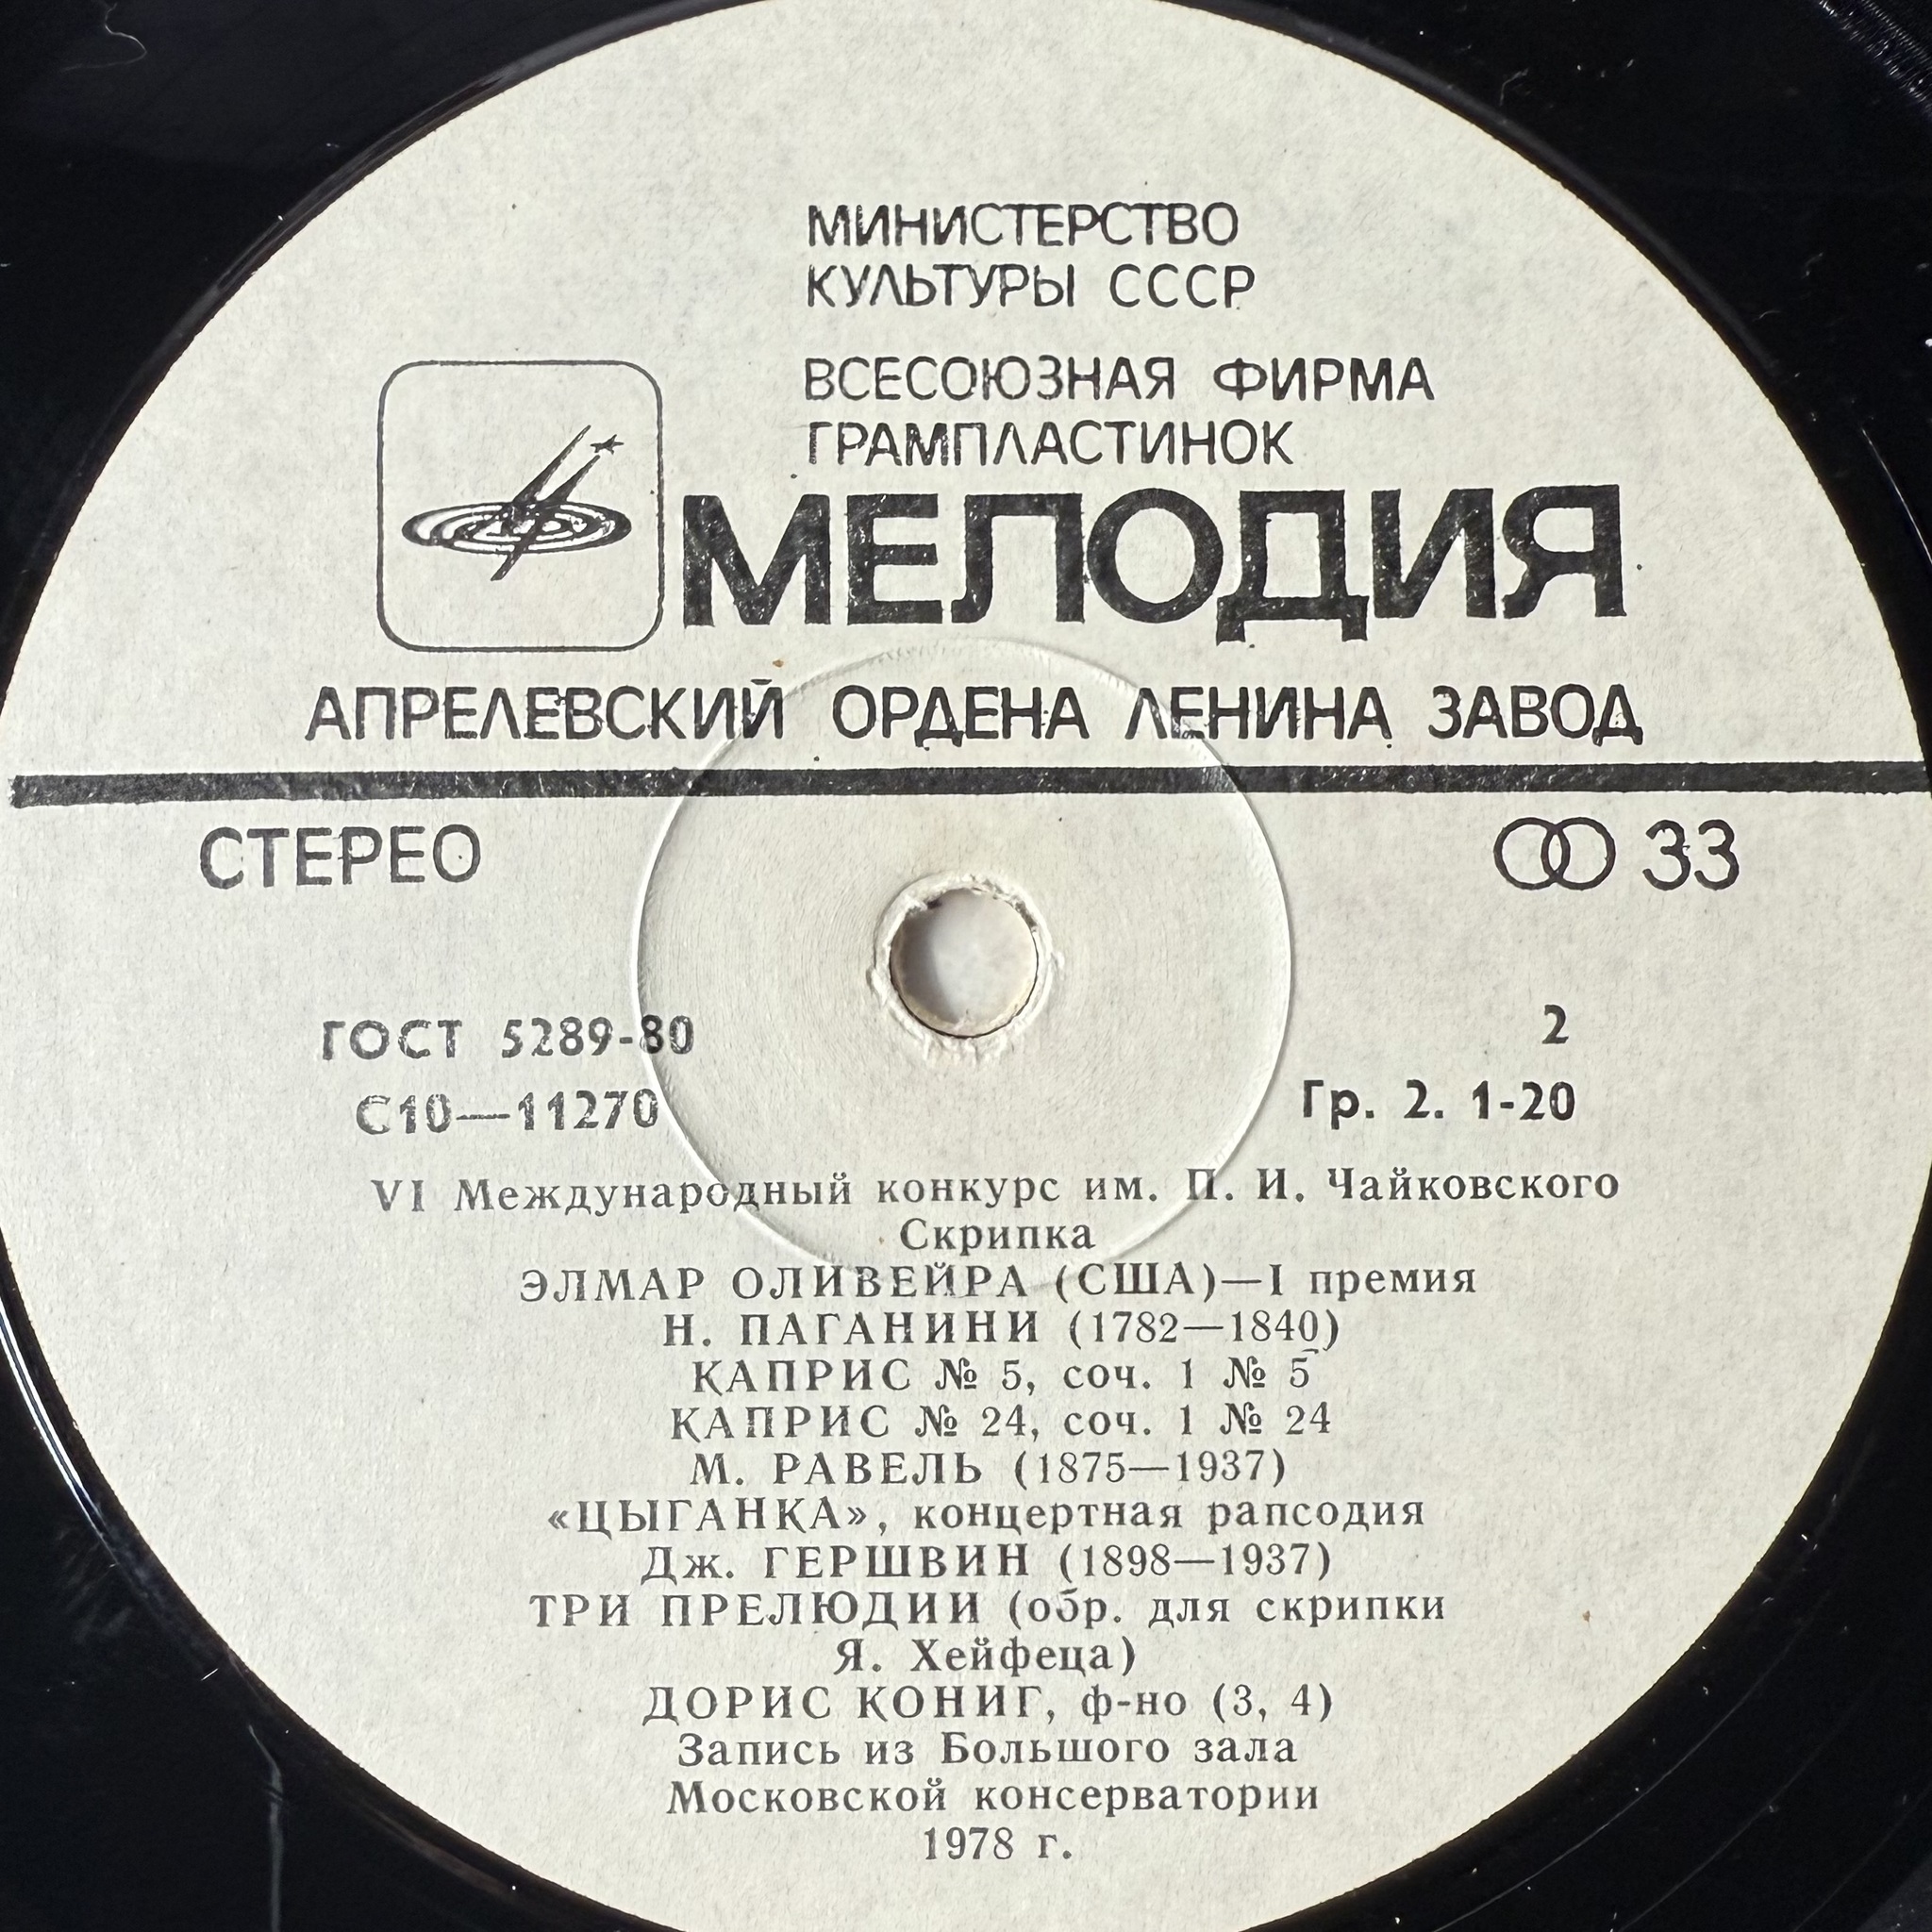 МИНИСТЕРСТВО
КУЛЬТУРЫ СССР
ВСЕСОЮЗНАЯ ФИРМА
ГРАМПЛАСТИНОК
МЕЛОДИЯ
АПРЕЛЕВСКИЙ ОРДЕНА ЛЕНИНА ЗАВОД
СТЕРЕО
33
ГОСТ 5289-80
2
С10—11270
Гр. 2. 1-20
VI Международный конкурс им. П. И. Чайковского
Скрипка
ЭЛМАР ОЛИВЕЙРА (США)—I премия
Н. ПАГАНИНИ (1782—1840)
КАПРИС № 5, соч. 1 № 5
КАПРИС № 24, соч. 1 № 24
М. РАВЕЛЬ (1875—1937)
«ЦЫГАНКА», концертная рапсодия
Дж. ГЕРШВИН (1898—1937)
ТРИ ПРЕЛЮДИИ (обр. для скрипки
Я. Хейфеца)
ДОРИС КОНИГ, ф-но (3, 4)
Запись из Большого зала
Московской консерватории
1978 г.